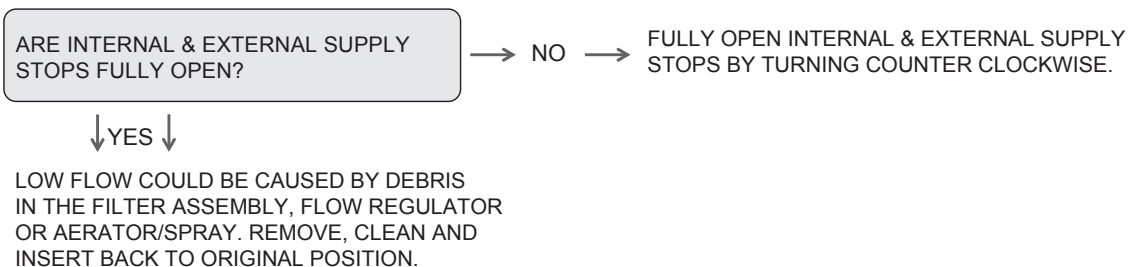 ARE INTERNAL & EXTERNAL SUPPLY
STOPS FULLY OPEN?
NO
FULLY OPEN INTERNAL & EXTERNAL SUPPLY
STOPS BY TURNING COUNTER CLOCKWISE.
YES
LOW FLOW COULD BE CAUSED BY DEBRIS
IN THE FILTER ASSEMBLY, FLOW REGULATOR
OR AERATOR/SPRAY. REMOVE, CLEAN AND
INSERT BACK TO ORIGINAL POSITION.